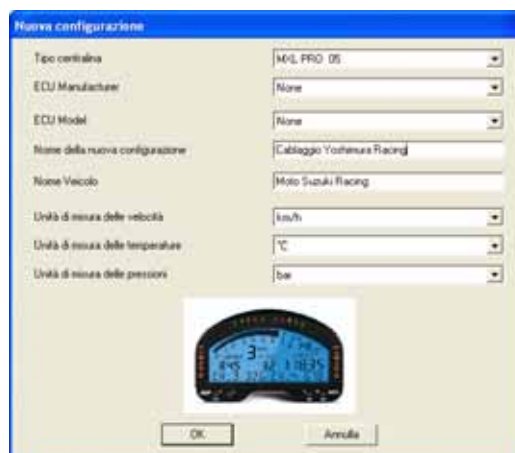 Nuova configurazione
Tipo centralina MXL PRO 05
ECU Manufacturer None
ECU Model None
Nome della nuova configurazione Cablaggio Yoshimura Racing
Nome Veicolo Moto Suzuki Racing
Unità di misura delle velocità km/h
Unità di misura delle temperature °C
Unità di misura delle pressioni bar
3
OK Annulla